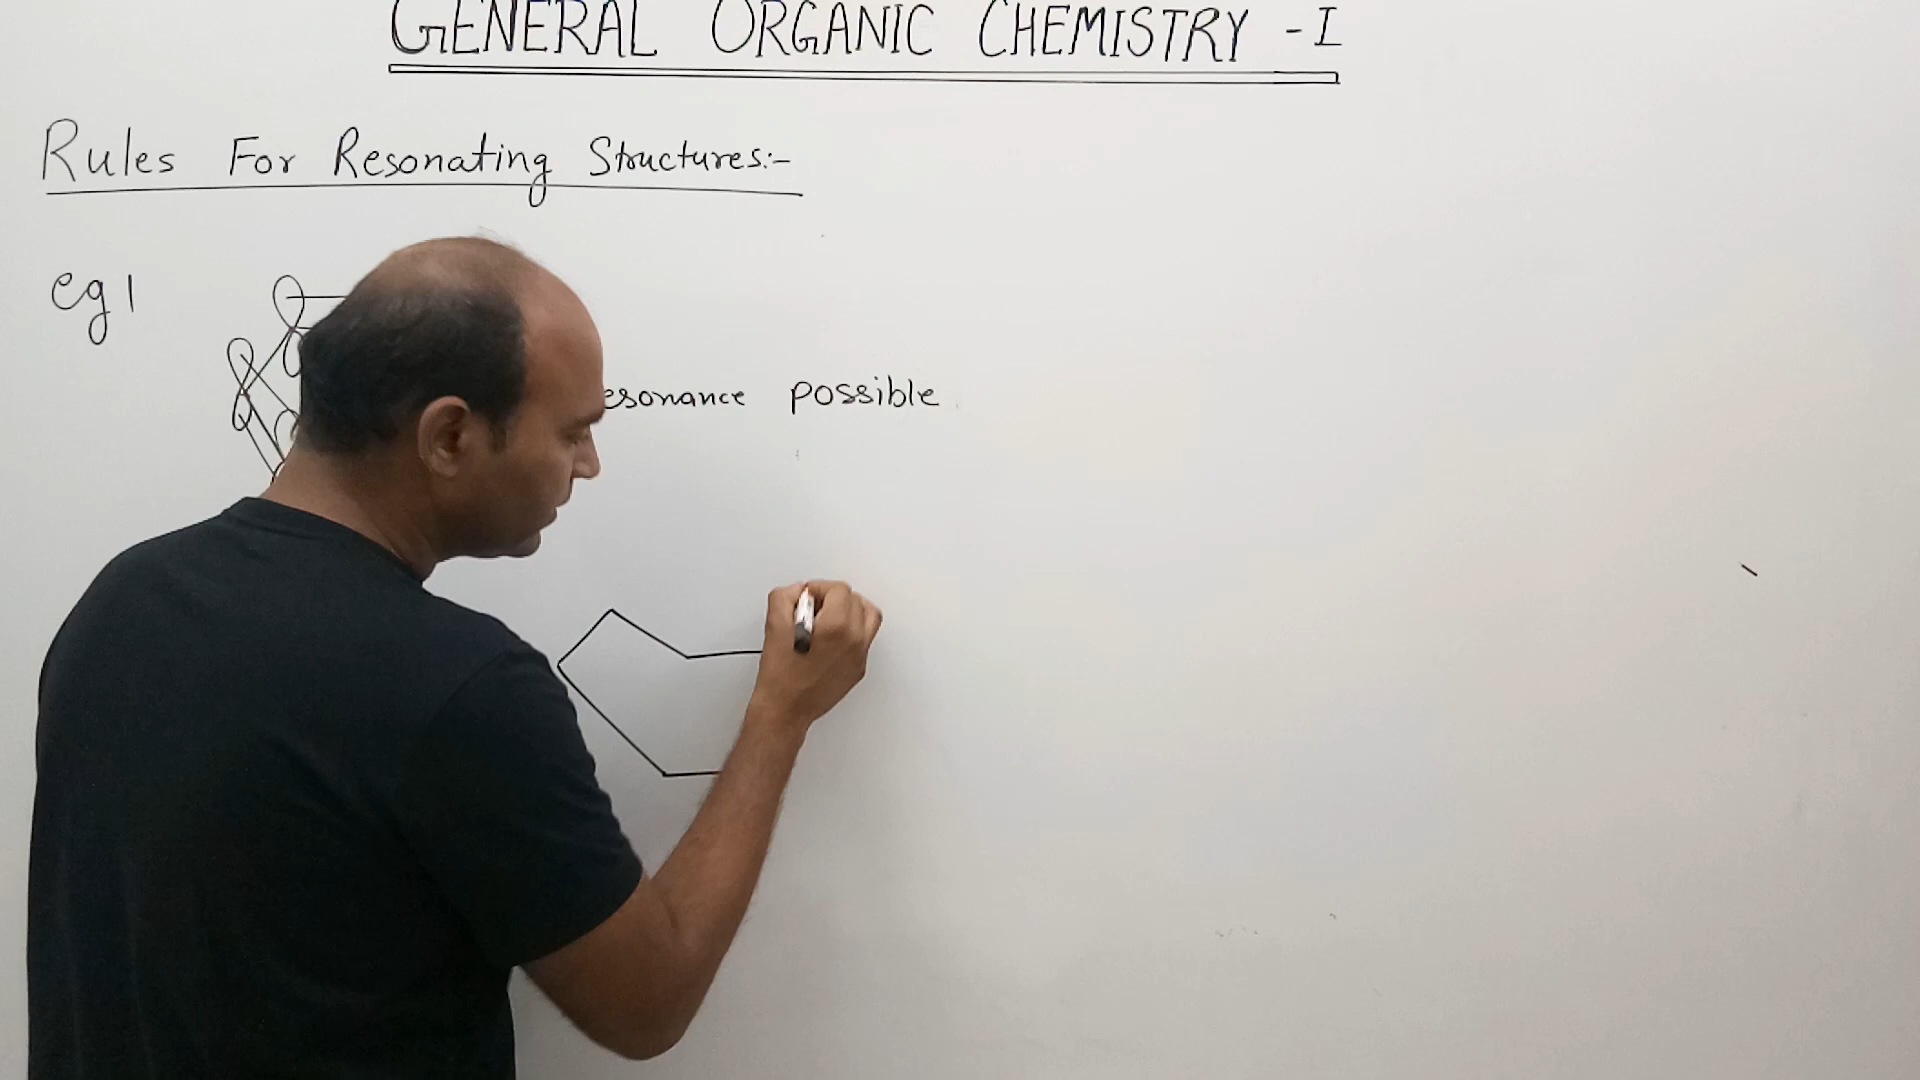 GENERAL ORGANIC CHEMISTRY - I
Rules For Resonating Structures:-
eg 1
esonance possible